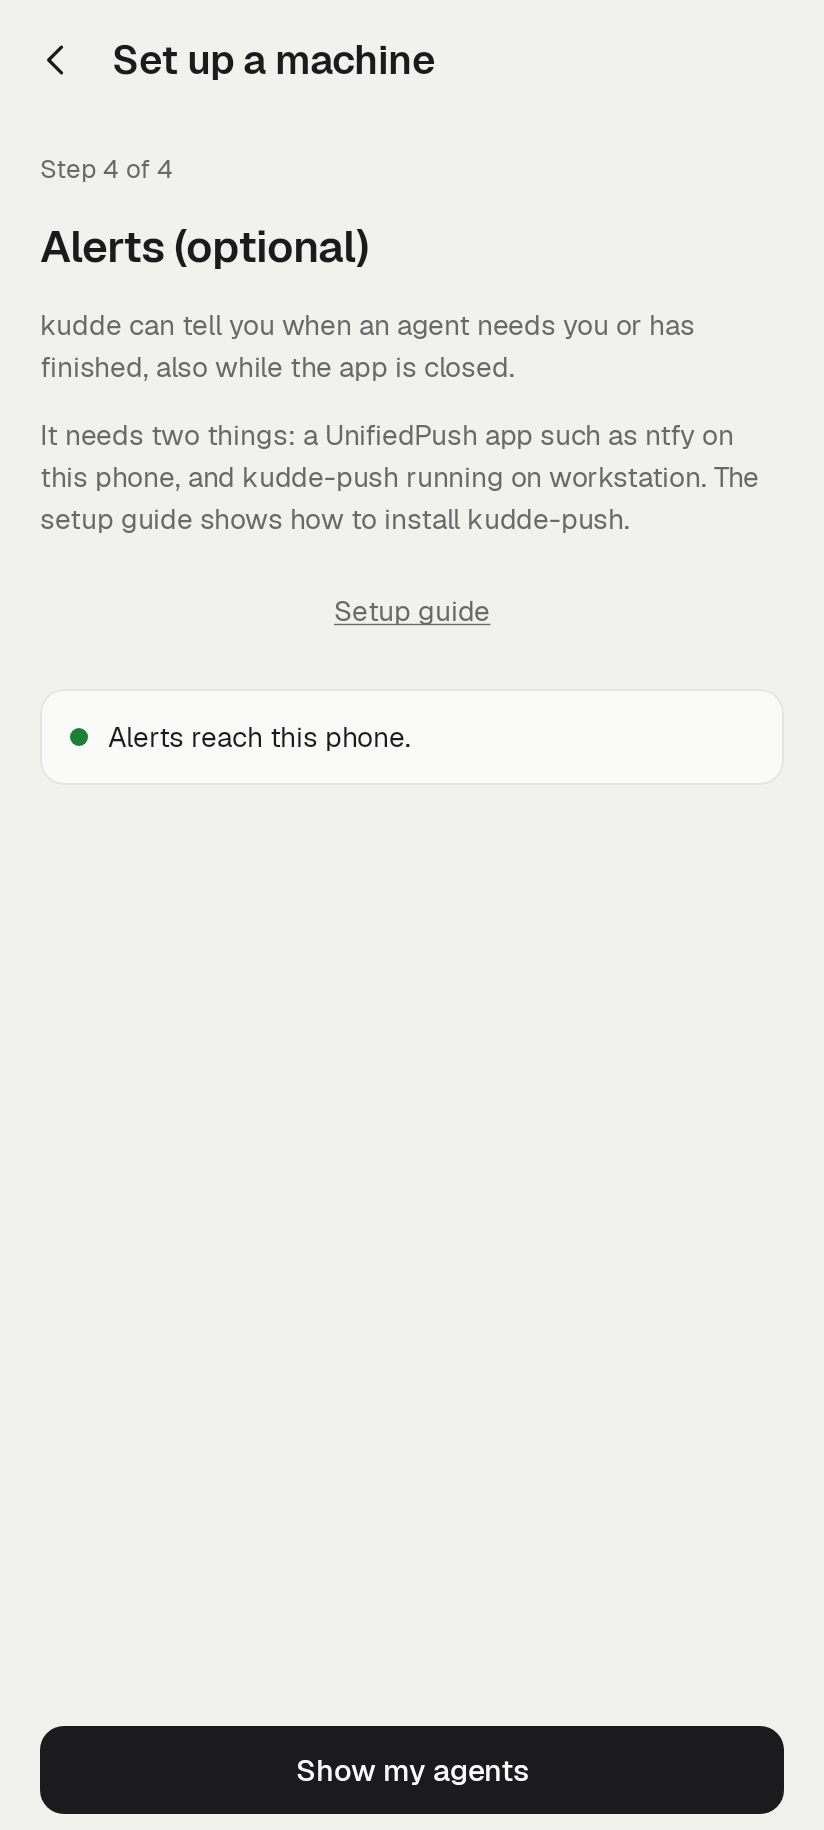 Set up a machine
Step 4 of 4
Alerts (optional)
kudde can tell you when an agent needs you or has
finished, also while the app is closed.
It needs two things: a UnifiedPush app such as ntfy on
this phone, and kudde-push running on workstation. The
setup guide shows how to install kudde-push.
Setup guide
Alerts reach this phone.
Show my agents